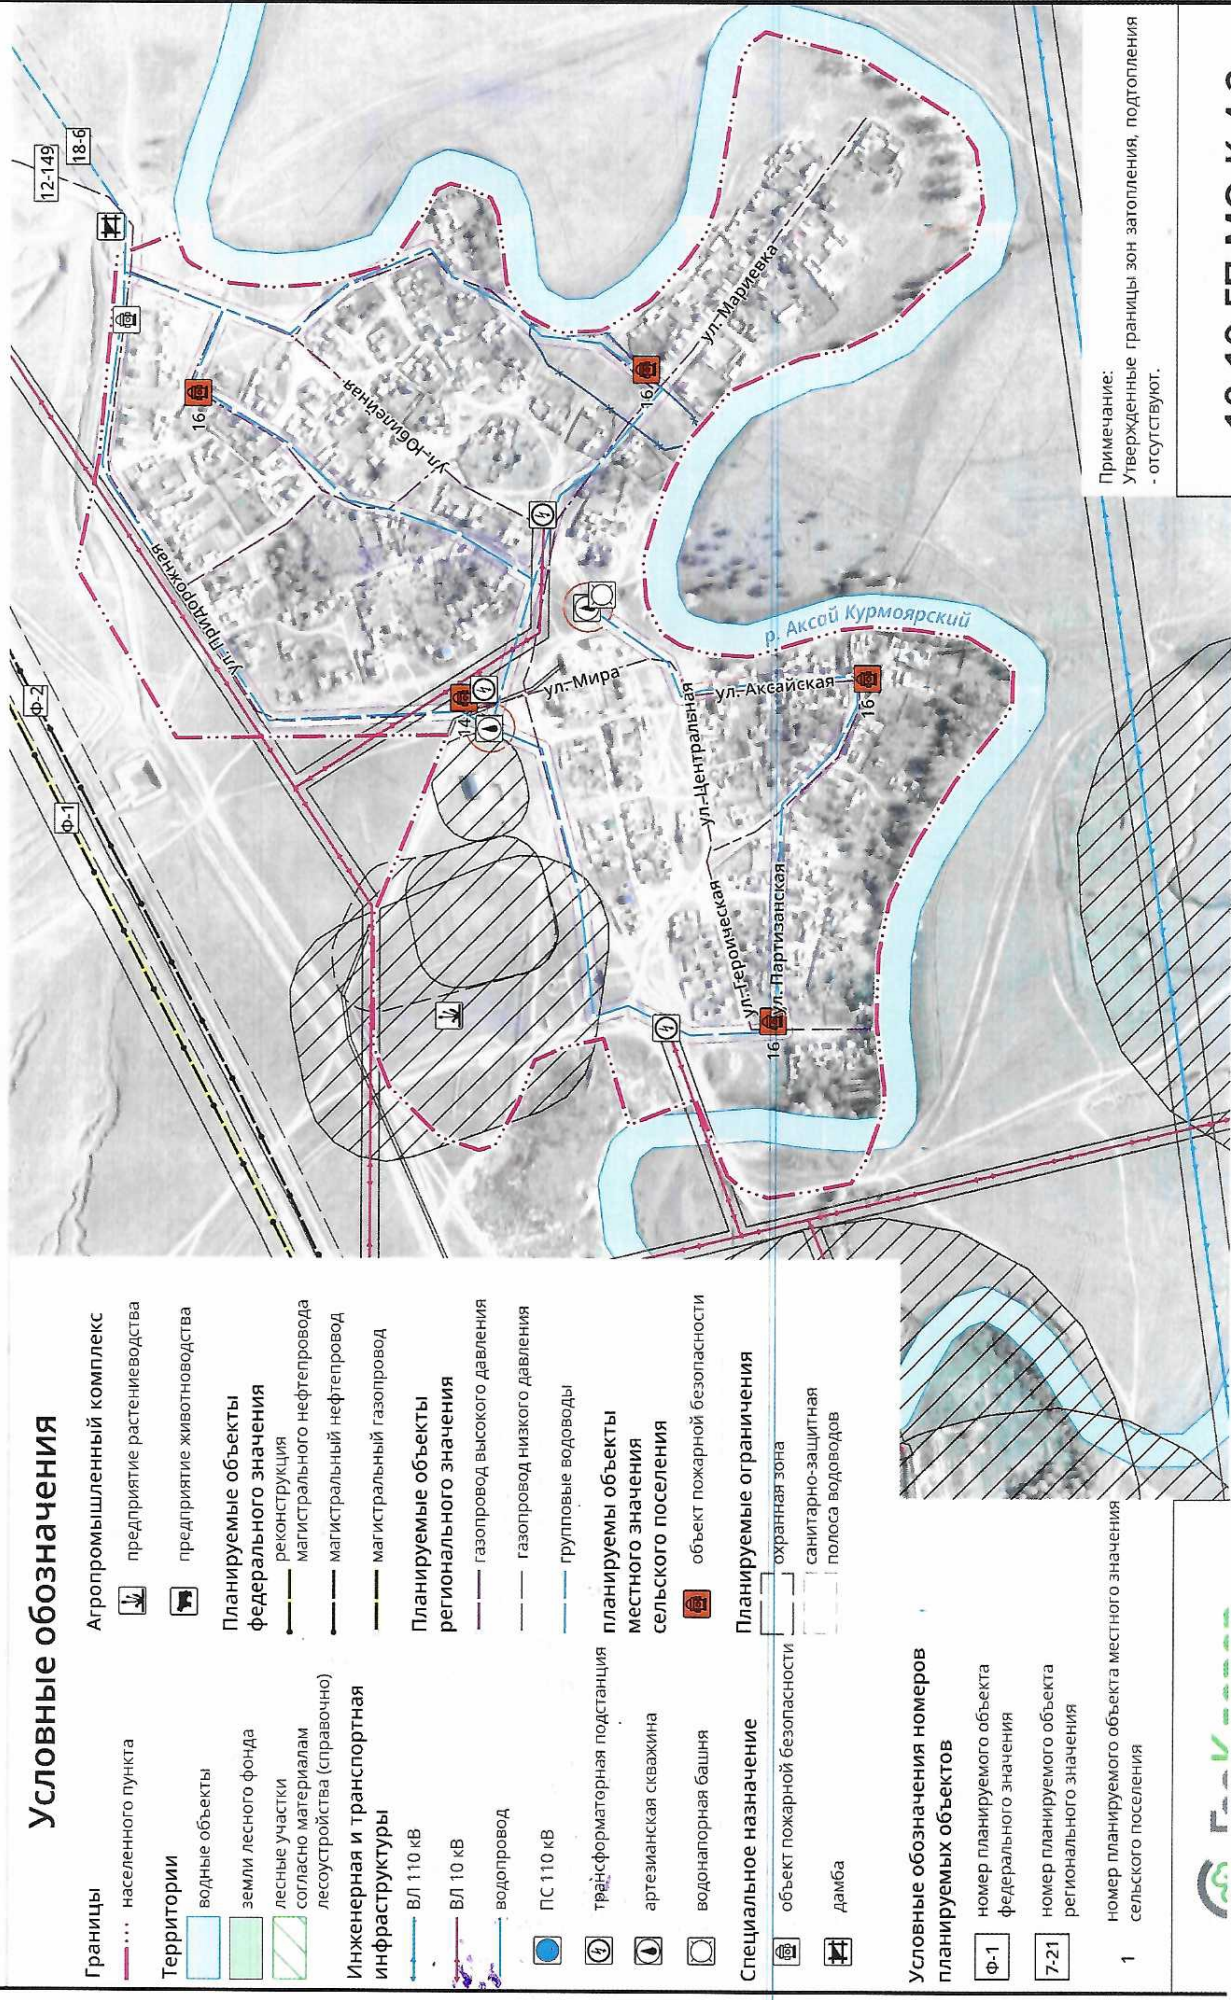 Условные обозначения
Границы
населенного пункта
Территории
водные объекты
земли лесного фонда
лесные участки
согласно материалам
лесоустройства (справочно)
Инженерная и транспортная
инфраструктуры
ВЛ 110 кВ
ВЛ 10 кВ
водопровод
ПС 110 кВ
трансформаторная подстанция
артезианская скважина
водонапорная башня
Специальное назначение
объект пожарной безопасности
дамба
Агропромышленный комплекс
предприятие растениеводства
предприятие животноводства
Планируемые объекты
федерального значения
реконструкция
магистрального нефтепровода
магистральный нефтепровод
магистральный газопровод
Планируемые объекты
регионального значения
газопровод высокого давления
газопровод низкого давления
групповые водоводы
планируемы объекты
местного значения
сельского поселения
объект пожарной безопасности
Планируемые ограничения
охранная зона
санитарно-защитная
полоса водоводов
Условные обозначения номеров
планируемых объектов
Ф-1
номер планируемого объекта
федерального значения
7-21
номер планируемого объекта
регионального значения
1
номер планируемого объекта местного значения
сельского поселения
Ф-1
Ф-2
12-149
18-6
16
ул. Придорожная
ул. Юбилейная
14
16
ул. Мариевка
ул. Мира
р. Аксай Курмоярский
ул. Центральная
ул. Аксайская
16
ул. Героическая
ул. Партизанская
16
Примечание:
Утвержденные границы зон затопления, подтопления
- отсутствуют.